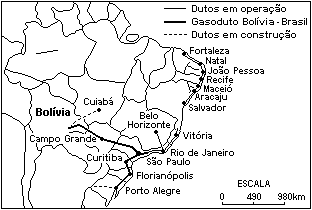 Dutos em operação
Gasoduto Bolívia-Brasil
Dutos em construção
Fortaleza
Natal
João Pessoa
Recife
Maceió
Aracaju
Salvador
Cuiabá
Bolívia
Belo
Horizonte
Vitória
Campo Grande
Rio de Janeiro
São Paulo
Curitiba
Florianópolis
Porto Alegre
ESCALA
0 490 980km